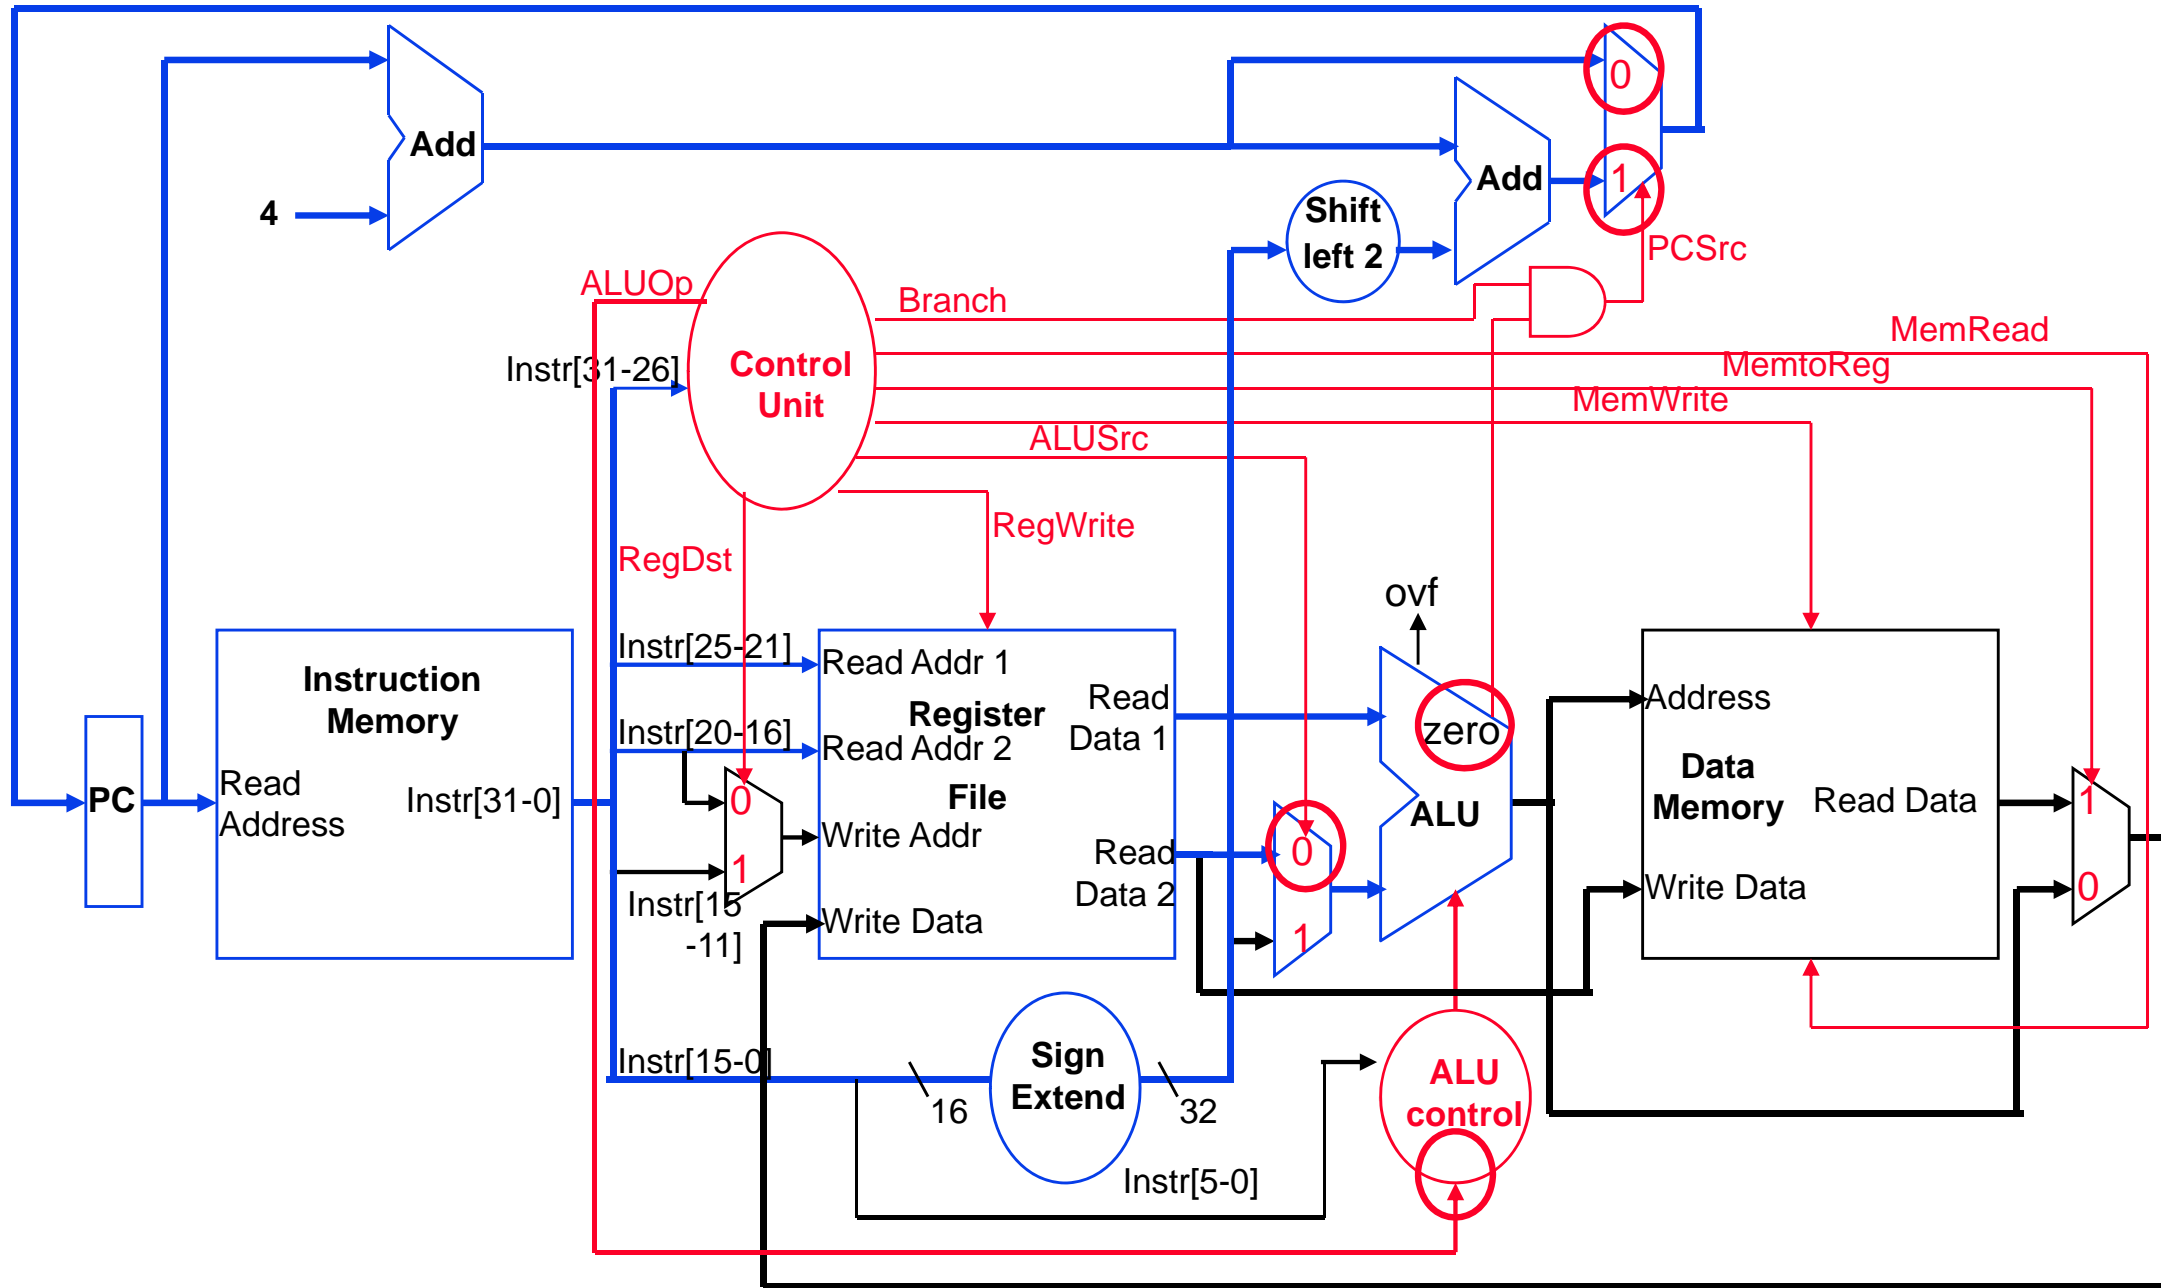 0
Add
1
Add
4
Shift
left 2
PCSrc
ALUOp
Branch
MemRead
Instr[31-26]
Control
Unit
MemtoReg
MemWrite
ALUSrc
RegWrite
RegDst
ovf
Instr[25-21]
Read Addr 1
Instruction
Memory
Register
File
Read
Data 1
zero
Address
Instr[20-16]
Read Addr 2
PC
Read
Address
Instr[31-0]
0
1
Write Addr
Read
Data 2
0
1
ALU
Data
Memory
Read Data
1
0
Write Data
Instr[15
-11]
Write Data
Instr[15-0]
16
Sign
Extend
32
ALU
control
Instr[5-0]